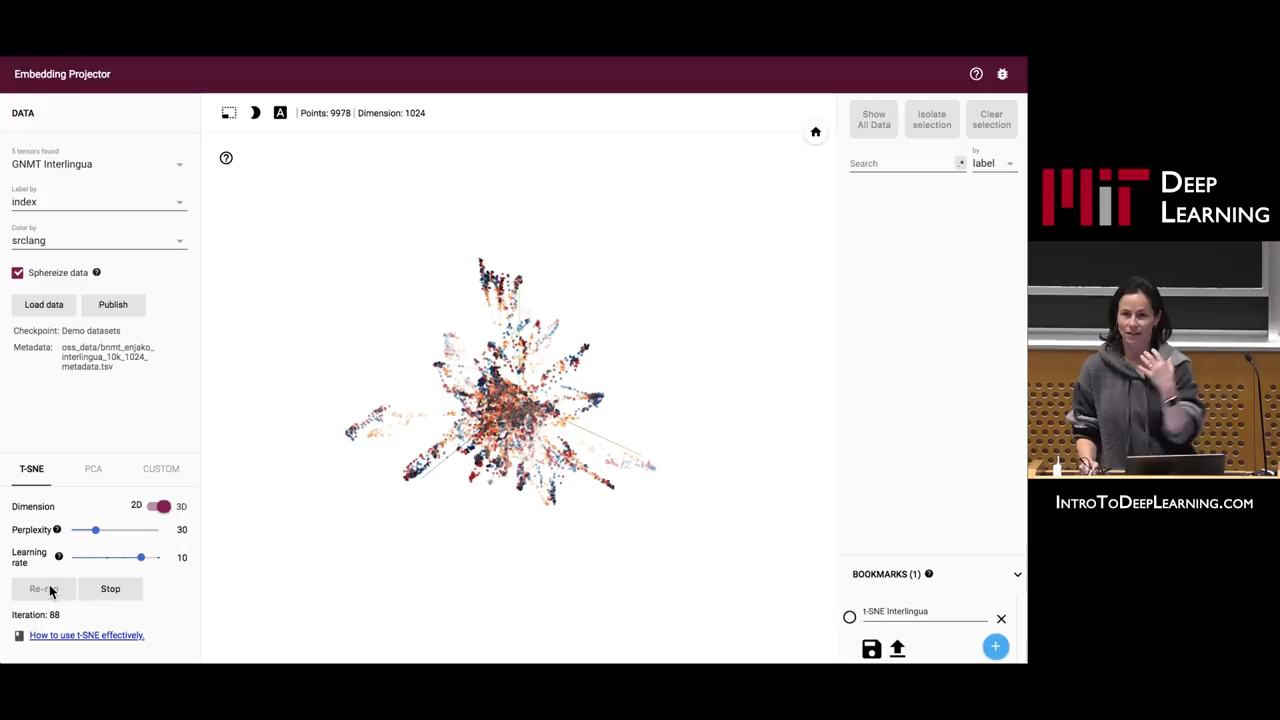 Embedding Projector
DATA
5 tensors found
GNMT Interlingua
Label by
index
Color by
srclang
Sphereize data
Load data
Publish
Checkpoint: Demo datasets
Metadata: oss_data/bnmt_enjako_
interlingua_10k_1024_
metadata.tsv
T-SNE
PCA
CUSTOM
Dimension 2D 3D
Perplexity 30
Learning
rate 10
Stop
Iteration: 88
How to use t-SNE effectively.
A
Points: 9978 | Dimension: 1024
Show
All Data
Isolate
selection
Clear
selection
Search .*
by
label
BOOKMARKS (1)
t-SNE Interlingua
MIT
DEEP
LEARNING
INTROTODEEPLEARNING.COM